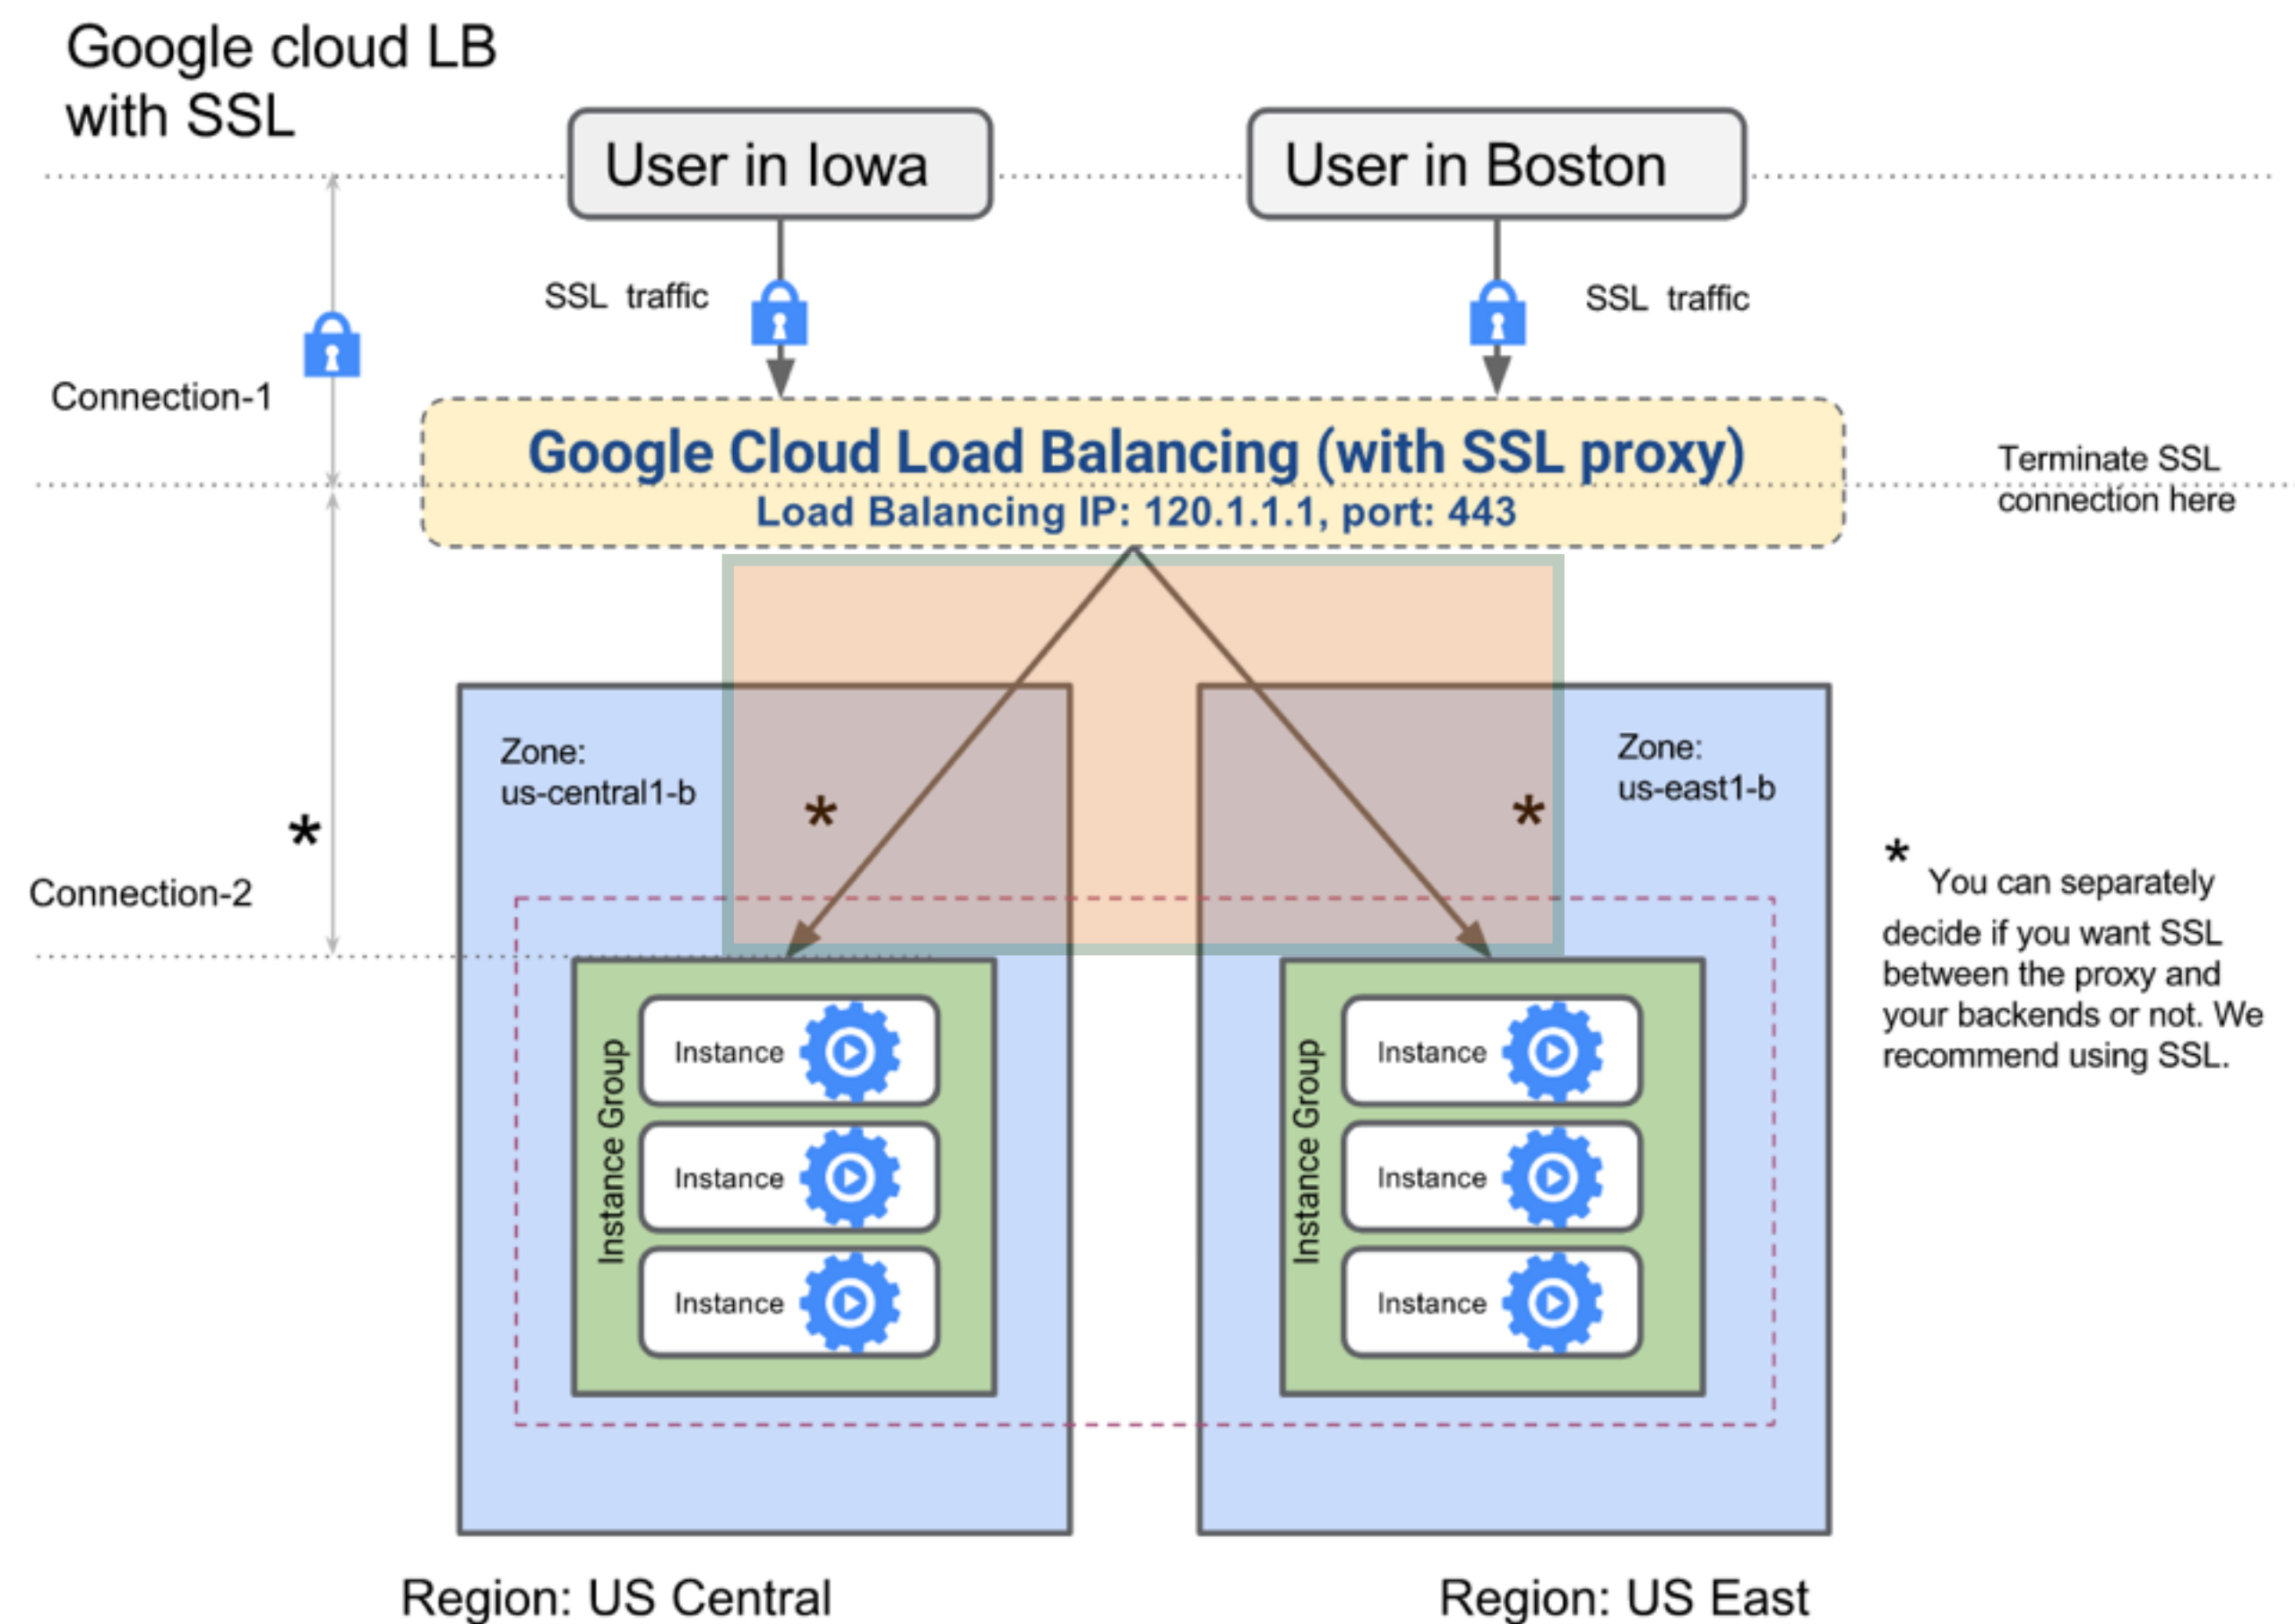 Google cloud LB
with SSL
User in Iowa
User in Boston
SSL traffic
SSL traffic
Connection-1
Google Cloud Load Balancing (with SSL proxy)
Load Balancing IP: 120.1.1.1, port: 443
Terminate SSL
connection here
Zone:
us-central1-b
*
*
Zone:
us-east1-b
*
Connection-2
* You can separately
decide if you want SSL
between the proxy and
your backends or not. We
recommend using SSL.
Instance Group
Instance
Instance
Instance
Instance Group
Instance
Instance
Instance
Region: US Central
Region: US East